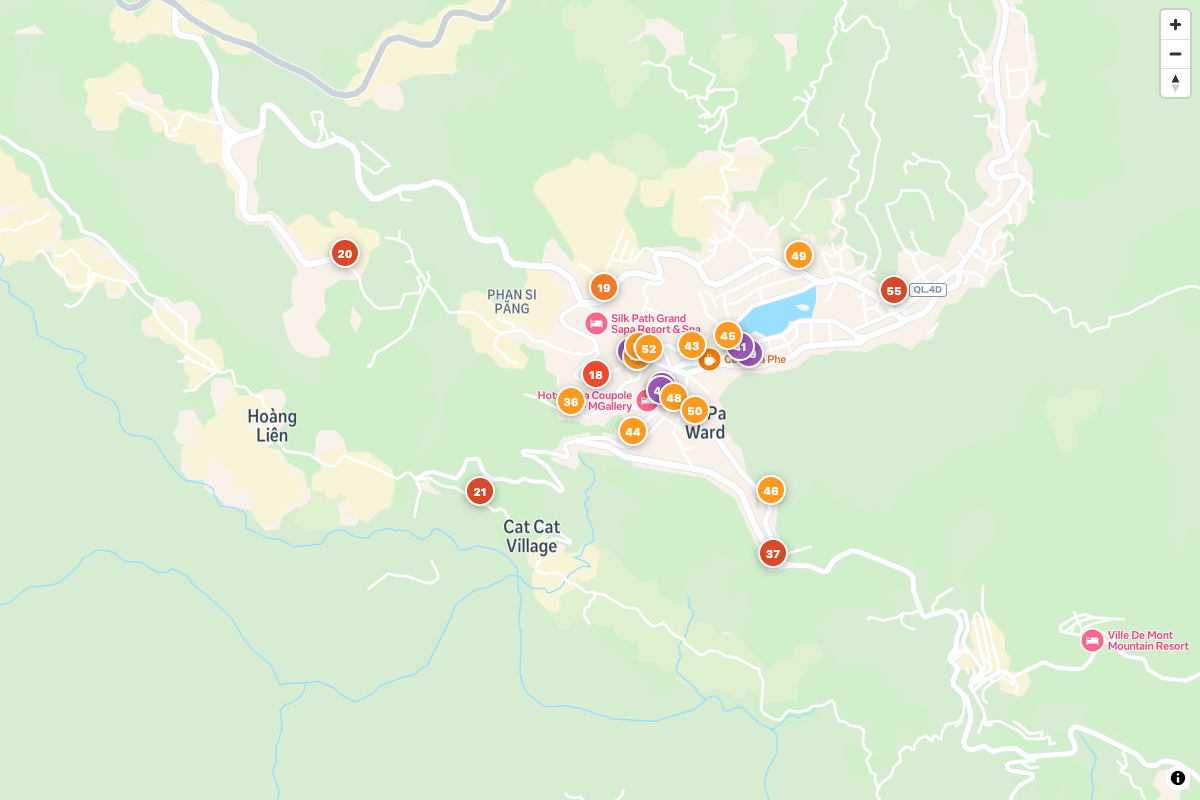 20
49
19
55
QL.4D
PHAN SI
PĂNG
Silk Path Grand
Sapa Resort & Spa
45
43
52
Phe
18
36
48
50
MGallery
44
Pa
Ward
Hoàng
Liên
21
46
Cat Cat
Village
37
Ville De Mont
Mountain Resort